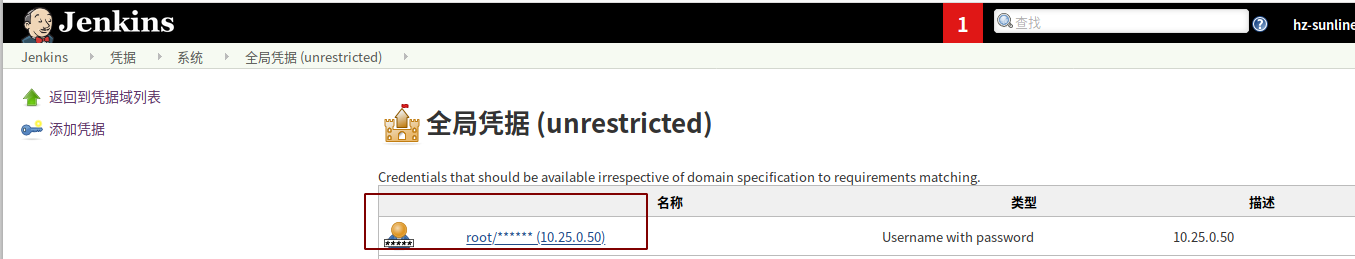 Jenkins
1
查找
hz-sunline
Jenkins
凭据
系统
全局凭据 (unrestricted)
返回到凭据域列表
添加凭据
全局凭据 (unrestricted)
Credentials that should be available irrespective of domain specification to requirements matching.
名称 类型 描述
root/****** (10.25.0.50) Username with password 10.25.0.50